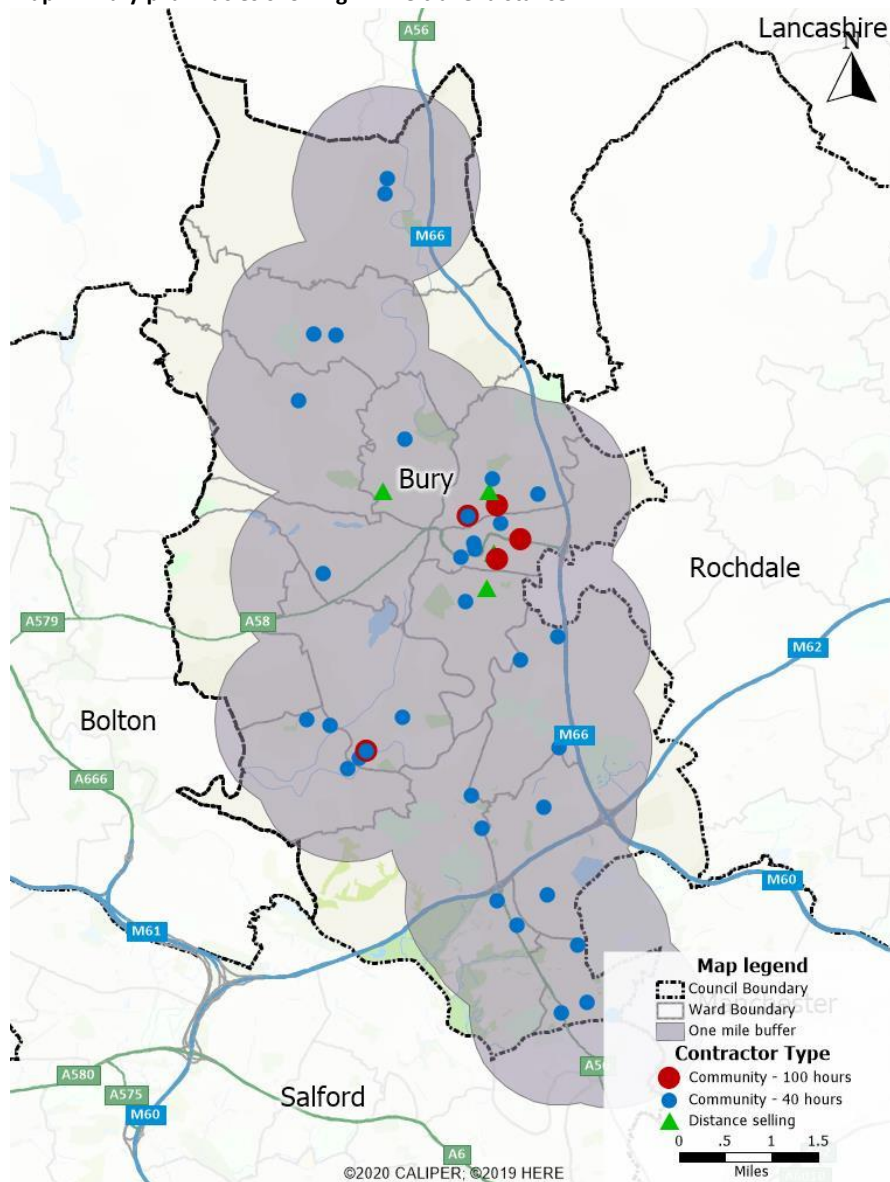 A56
Lancashire
N
M66
Bury
Rochdale
A579
A58
M62
Bolton
M66
A666
M60
M61
Map legend
Council Boundary
Ward Boundary
Manchester
One mile buffer
Contractor Type
A580
A575
Community - 100 hours
M60
Salford
Community - 40 hours
Distance selling
A6
0 .5 1 1.5
Miles
©2020 CALIPER; ©2019 HERE